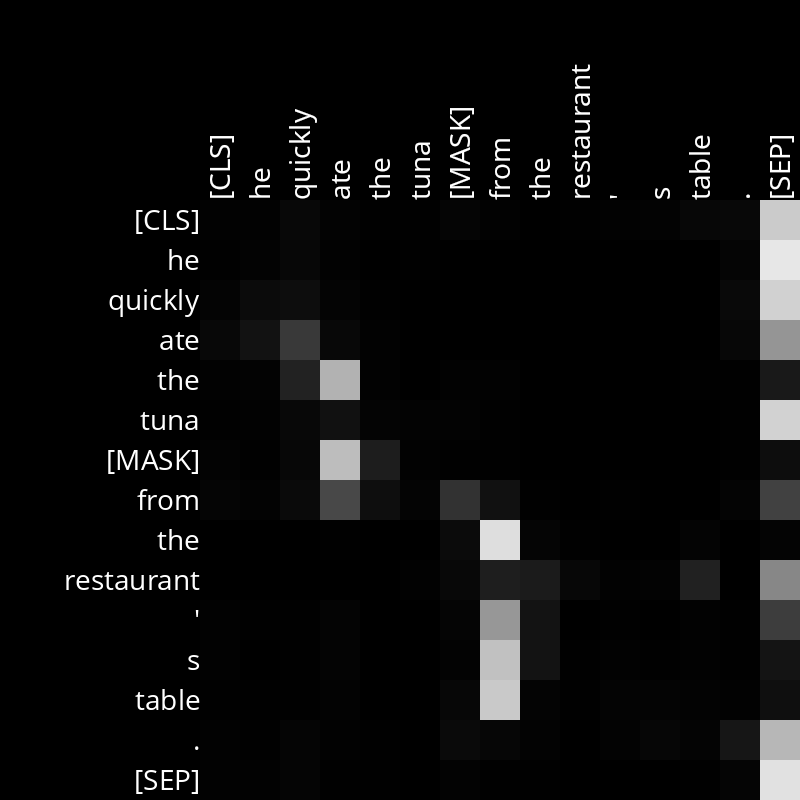 [CLS] he quickly ate the tuna [MASK] from the restaurant ' s table . [SEP]
[CLS]
he
quickly
ate
the
tuna
[MASK]
from
the
restaurant
'
s
table
.
[SEP]